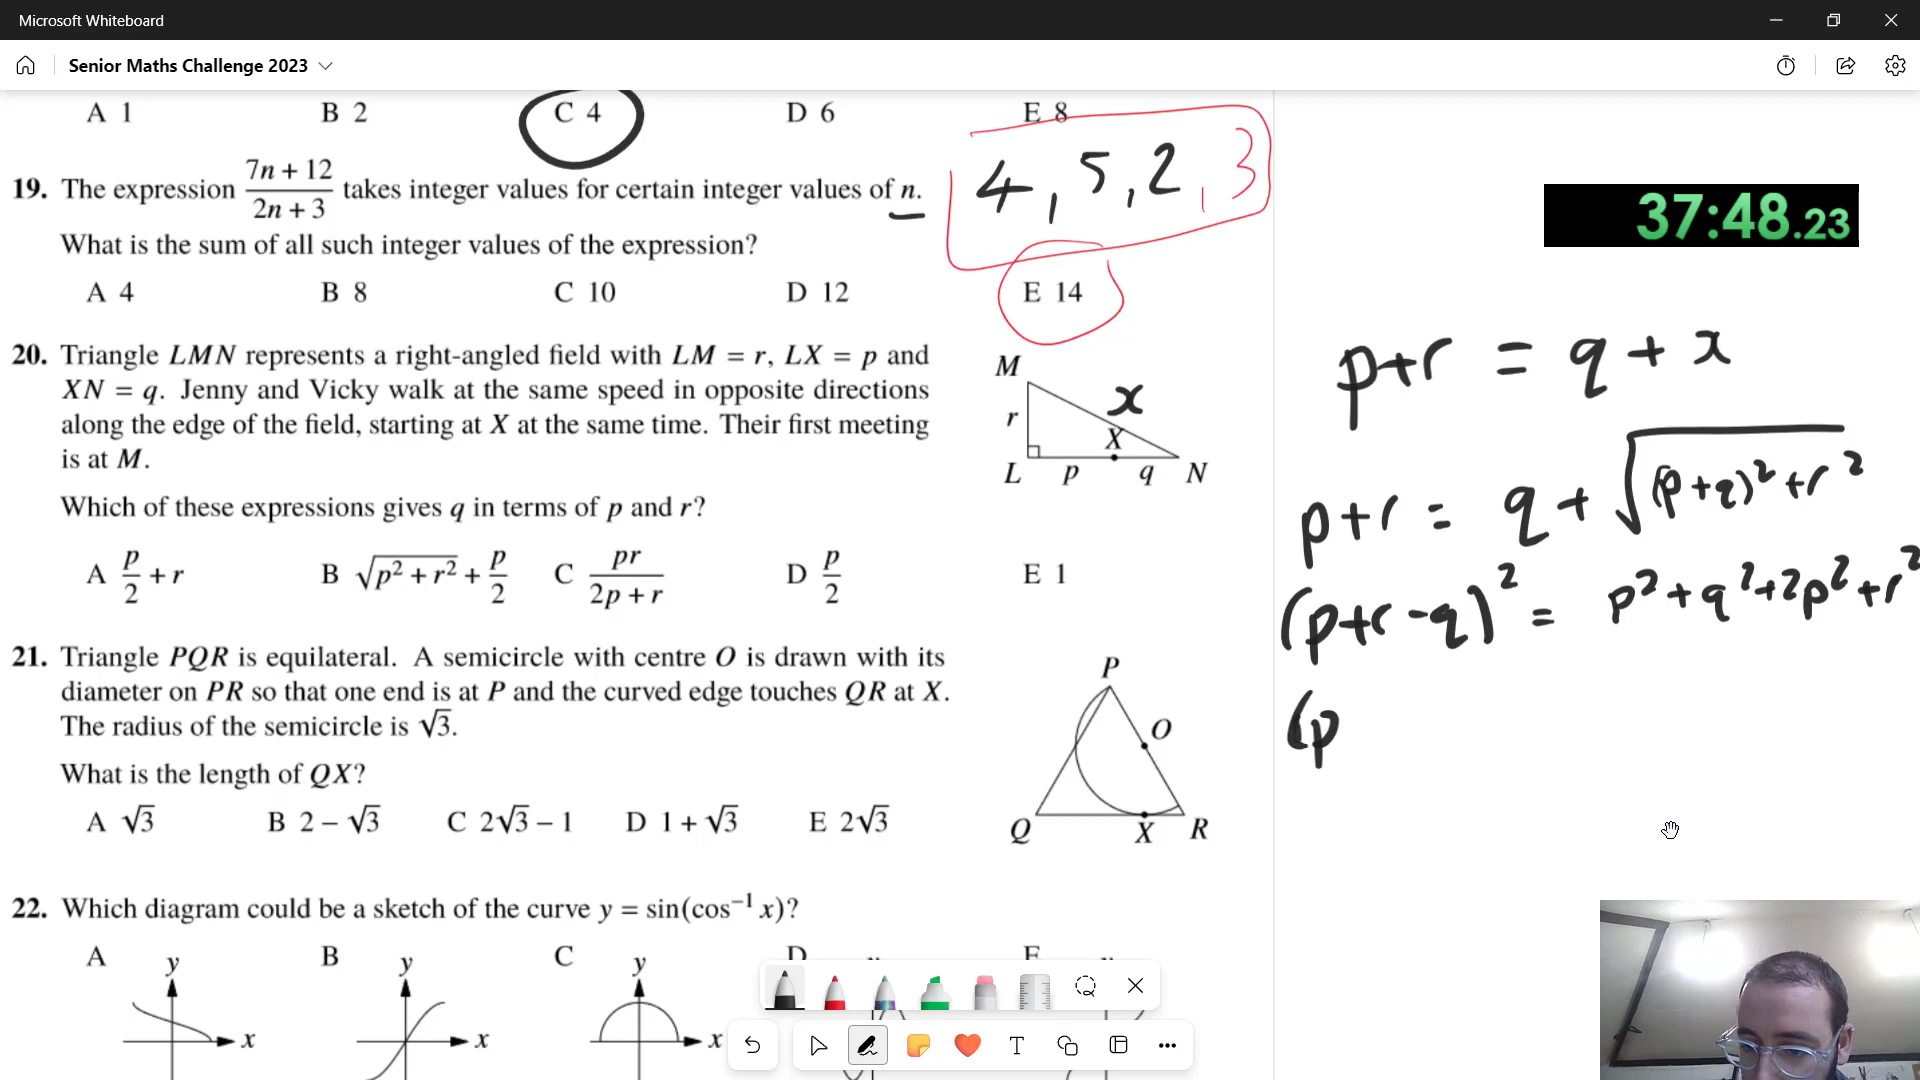 Microsoft Whiteboard
Senior Maths Challenge 2023
A 1 B 2 C 4 D 6 E 8
4, 5, 2, 3
19. The expression (7n + 12)/(2n + 3) takes integer values for certain integer values of n.
What is the sum of all such integer values of the expression?
A 4 B 8 C 10 D 12 E 14
37:48.23
20. Triangle LMN represents a right-angled field with LM = r, LX = p and
XN = q. Jenny and Vicky walk at the same speed in opposite directions
along the edge of the field, starting at X at the same time. Their first meeting
is at M.
Which of these expressions gives q in terms of p and r?
A p/2 + r B √(p² + r²) + p/2 C pr/(2p + r) D p/2 E 1
M
x
r
X
L p q N
p+r = q + x
p+r = q + √((p+q)²+r²)
(p+r-q)² = p²+q²+2p²+r²
(p
21. Triangle PQR is equilateral. A semicircle with centre O is drawn with its
diameter on PR so that one end is at P and the curved edge touches QR at X.
The radius of the semicircle is √3.
What is the length of QX?
A √3 B 2 – √3 C 2√3 – 1 D 1 + √3 E 2√3
P
O
Q X R
22. Which diagram could be a sketch of the curve y = sin(cos⁻¹ x)?
A B C D E
y y y
x x x
T